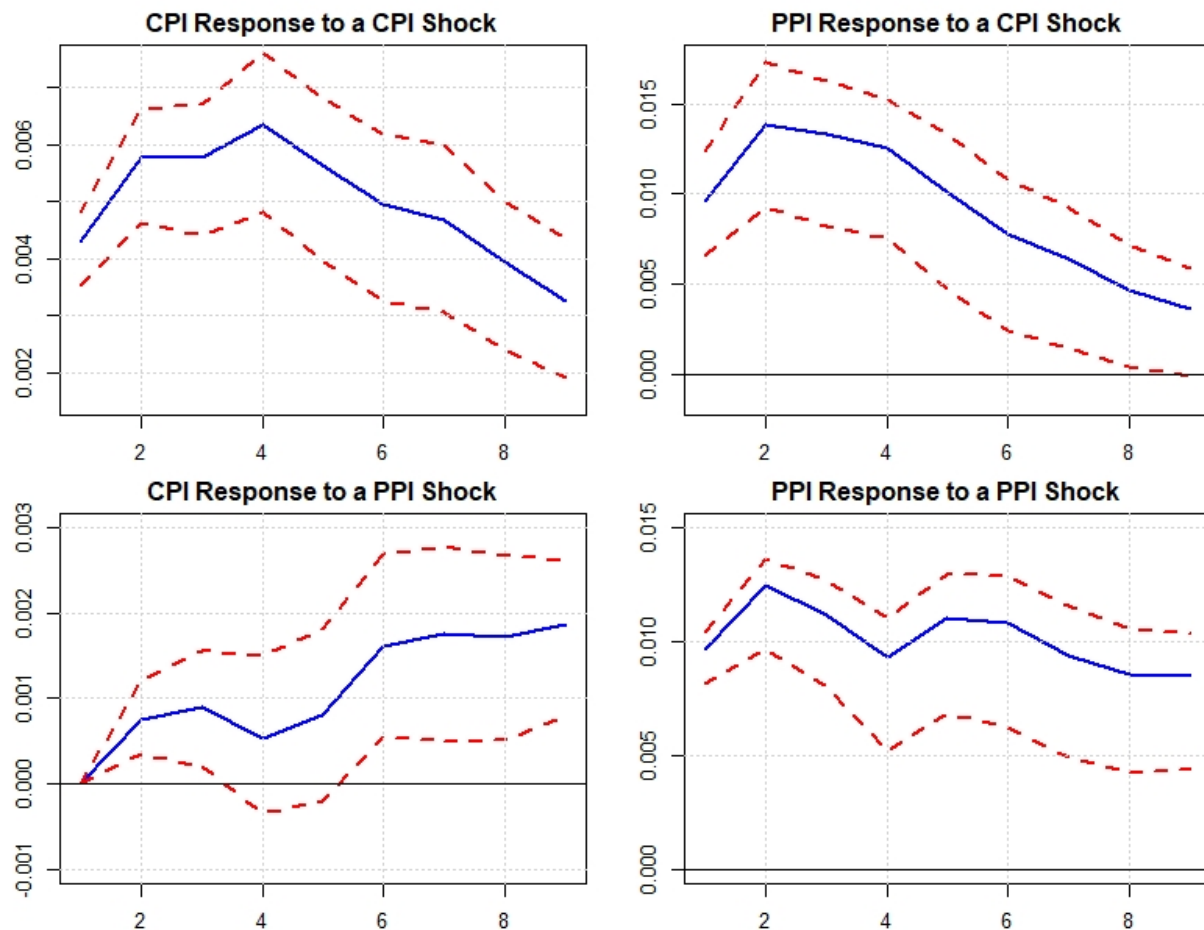 CPI Response to a CPI Shock
0.006
0.004
0.002
2 4 6 8
PPI Response to a CPI Shock
0.015
0.010
0.005
0.000
2 4 6 8
CPI Response to a PPI Shock
0.003
0.002
0.001
0.000
-0.001
2 4 6 8
PPI Response to a PPI Shock
0.015
0.010
0.005
0.000
2 4 6 8